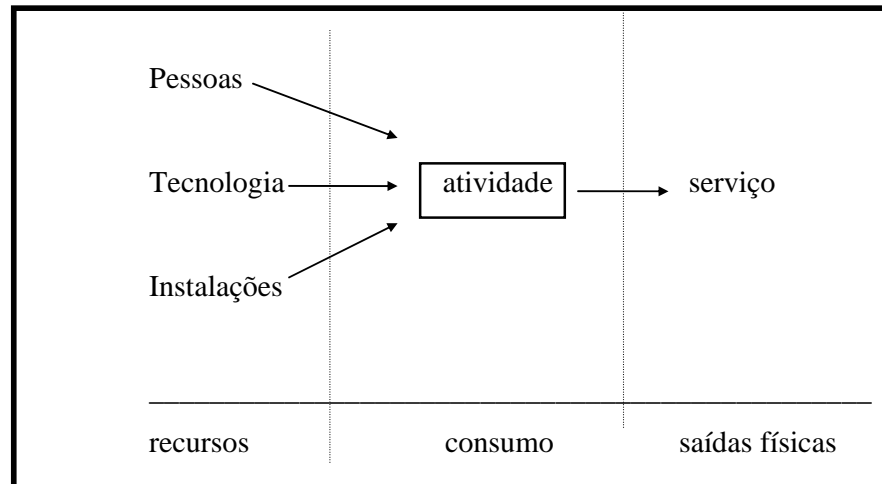 Pessoas
Tecnologia atividade serviço
Instalações
recursos consumo saídas físicas